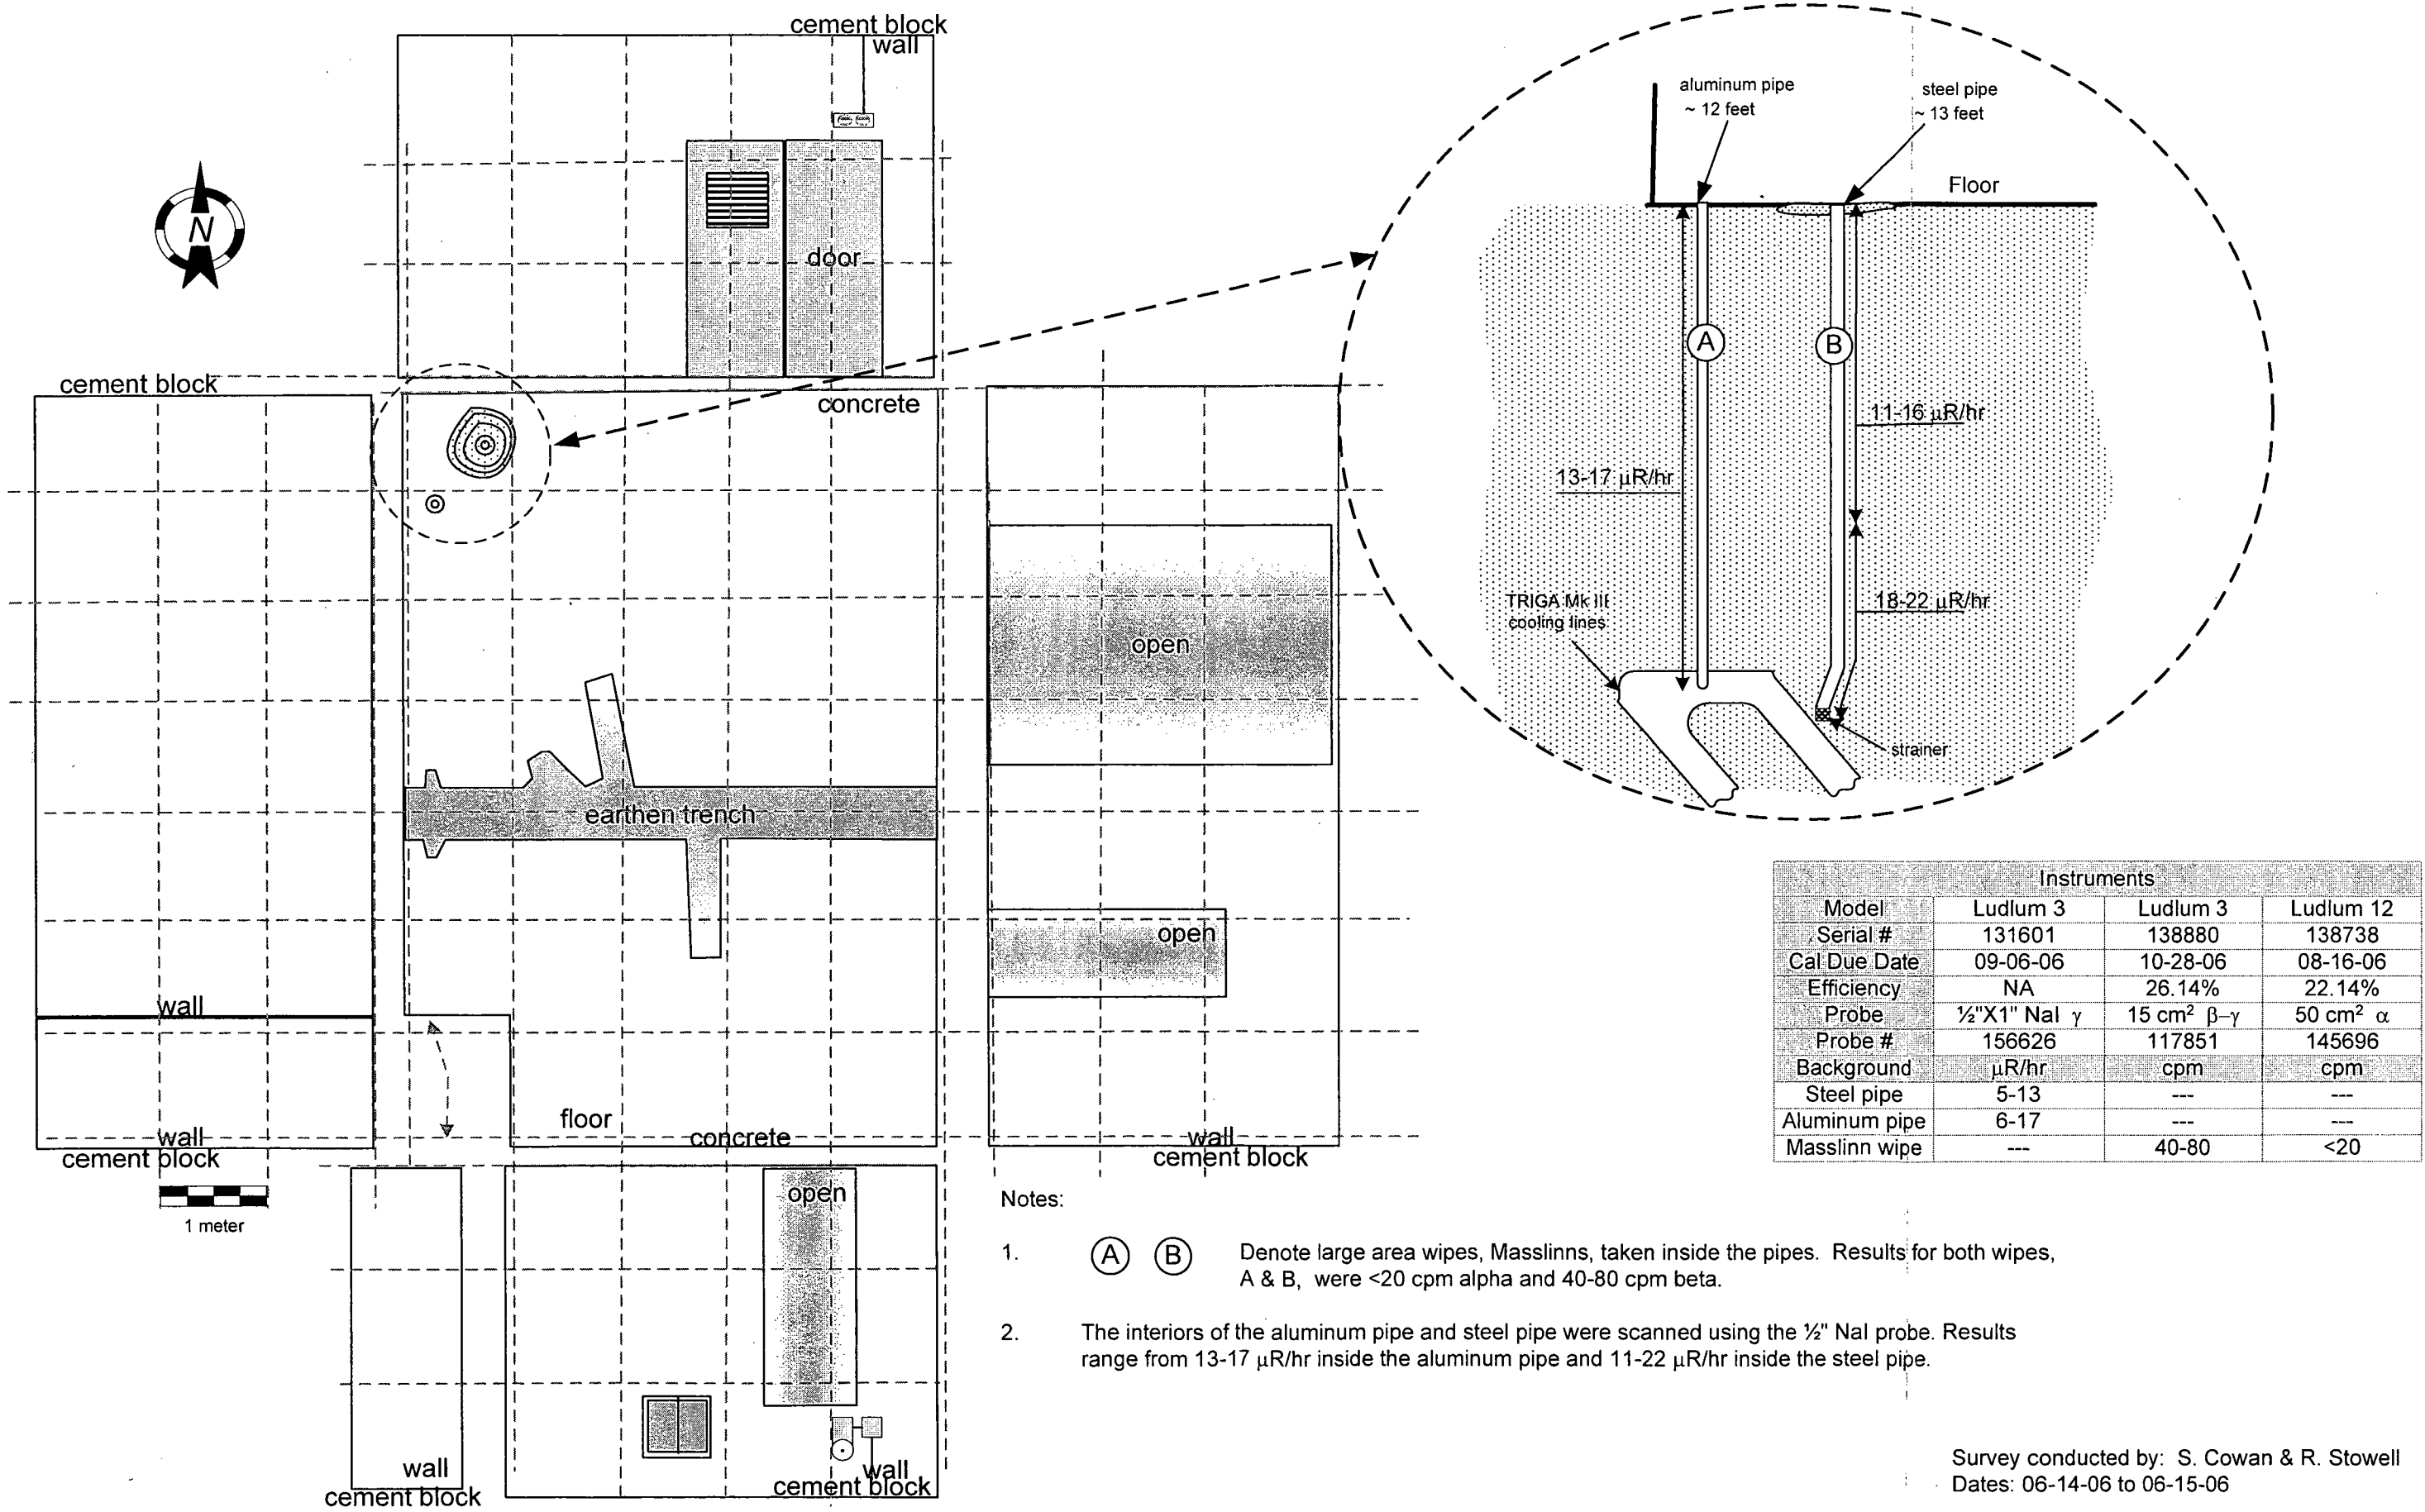 cement block
wall
door
N
cement block
concrete
wall
wall
cement block
1 meter
earthen trench
floor
concrete
open
open
wall
cement block
open
wall
cement block
wall
cement block
aluminum pipe
~ 12 feet
steel pipe
~ 13 feet
Floor
A
B
11-16 μR/hr
13-17 μR/hr
18-22 μR/hr
TRIGA Mk III
cooling lines
strainer
Instruments
Model Ludlum 3 Ludlum 3 Ludlum 12
Serial # 131601 138880 138738
Cal Due Date 09-06-06 10-28-06 08-16-06
Efficiency NA 26.14% 22.14%
Probe ½"X1" NaI γ 15 cm² β–γ 50 cm² α
Probe # 156626 117851 145696
Background μR/hr cpm cpm
Steel pipe 5-13 --- ---
Aluminum pipe 6-17 --- ---
Masslinn wipe --- 40-80 <20
Notes:
1. A B Denote large area wipes, Masslinns, taken inside the pipes. Results for both wipes,
A & B, were <20 cpm alpha and 40-80 cpm beta.
2. The interiors of the aluminum pipe and steel pipe were scanned using the ½" NaI probe. Results
range from 13-17 μR/hr inside the aluminum pipe and 11-22 μR/hr inside the steel pipe.
Survey conducted by: S. Cowan & R. Stowell
Dates: 06-14-06 to 06-15-06